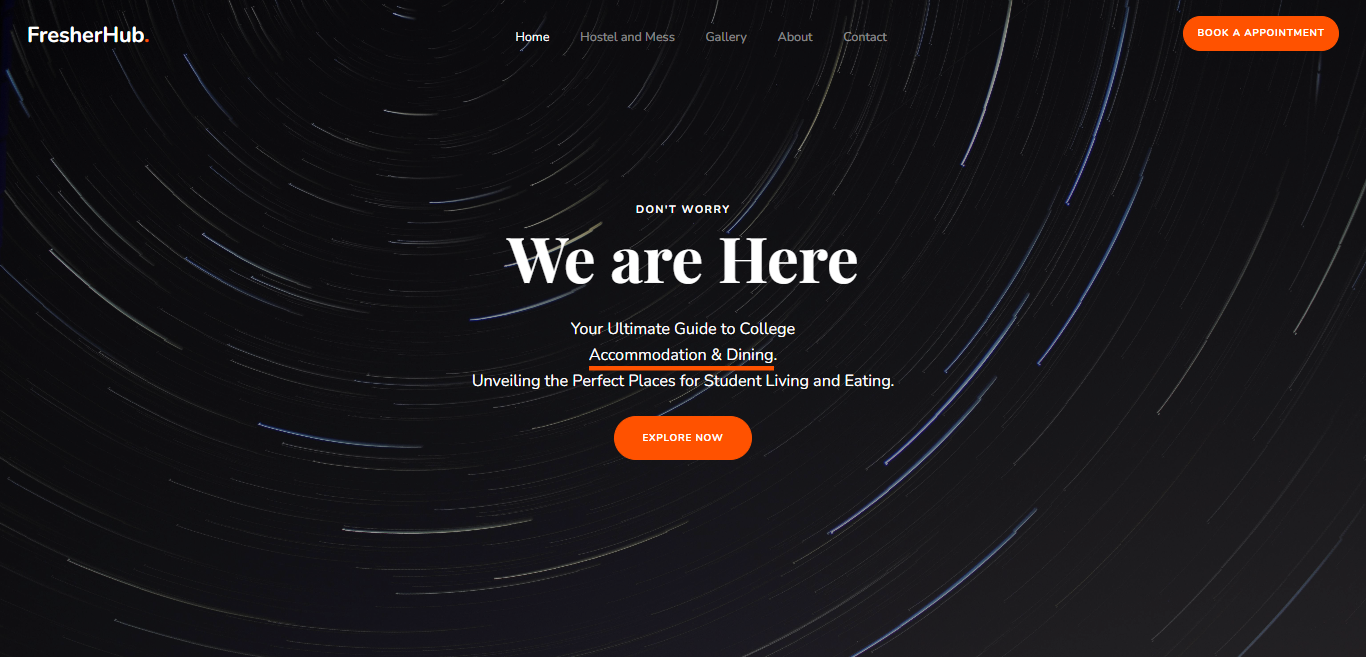 FresherHub.
Home
Hostel and Mess
Gallery
About
Contact
BOOK A APPOINTMENT
DON'T WORRY
We are Here
Your Ultimate Guide to College
Accommodation & Dining.
Unveiling the Perfect Places for Student Living and Eating.
EXPLORE NOW